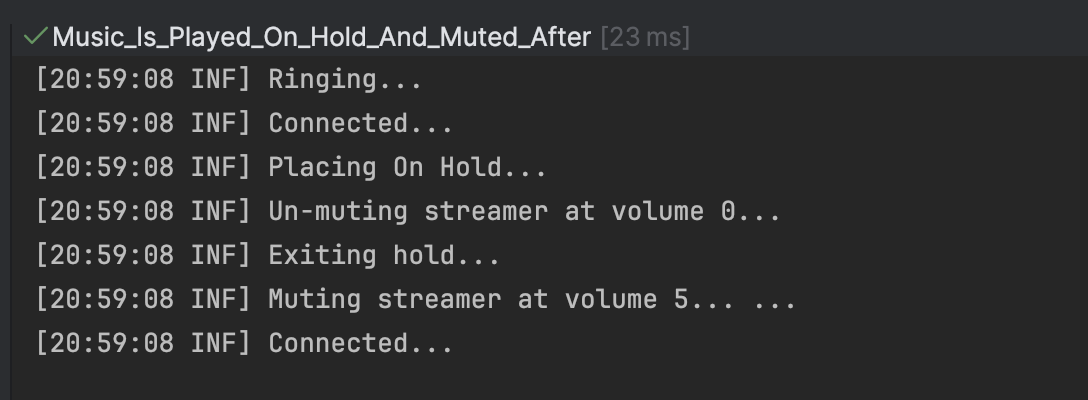 Music_Is_Played_On_Hold_And_Muted_After [23 ms]
[20:59:08 INF] Ringing...
[20:59:08 INF] Connected...
[20:59:08 INF] Placing On Hold...
[20:59:08 INF] Un-muting streamer at volume 0...
[20:59:08 INF] Exiting hold...
[20:59:08 INF] Muting streamer at volume 5... ...
[20:59:08 INF] Connected...